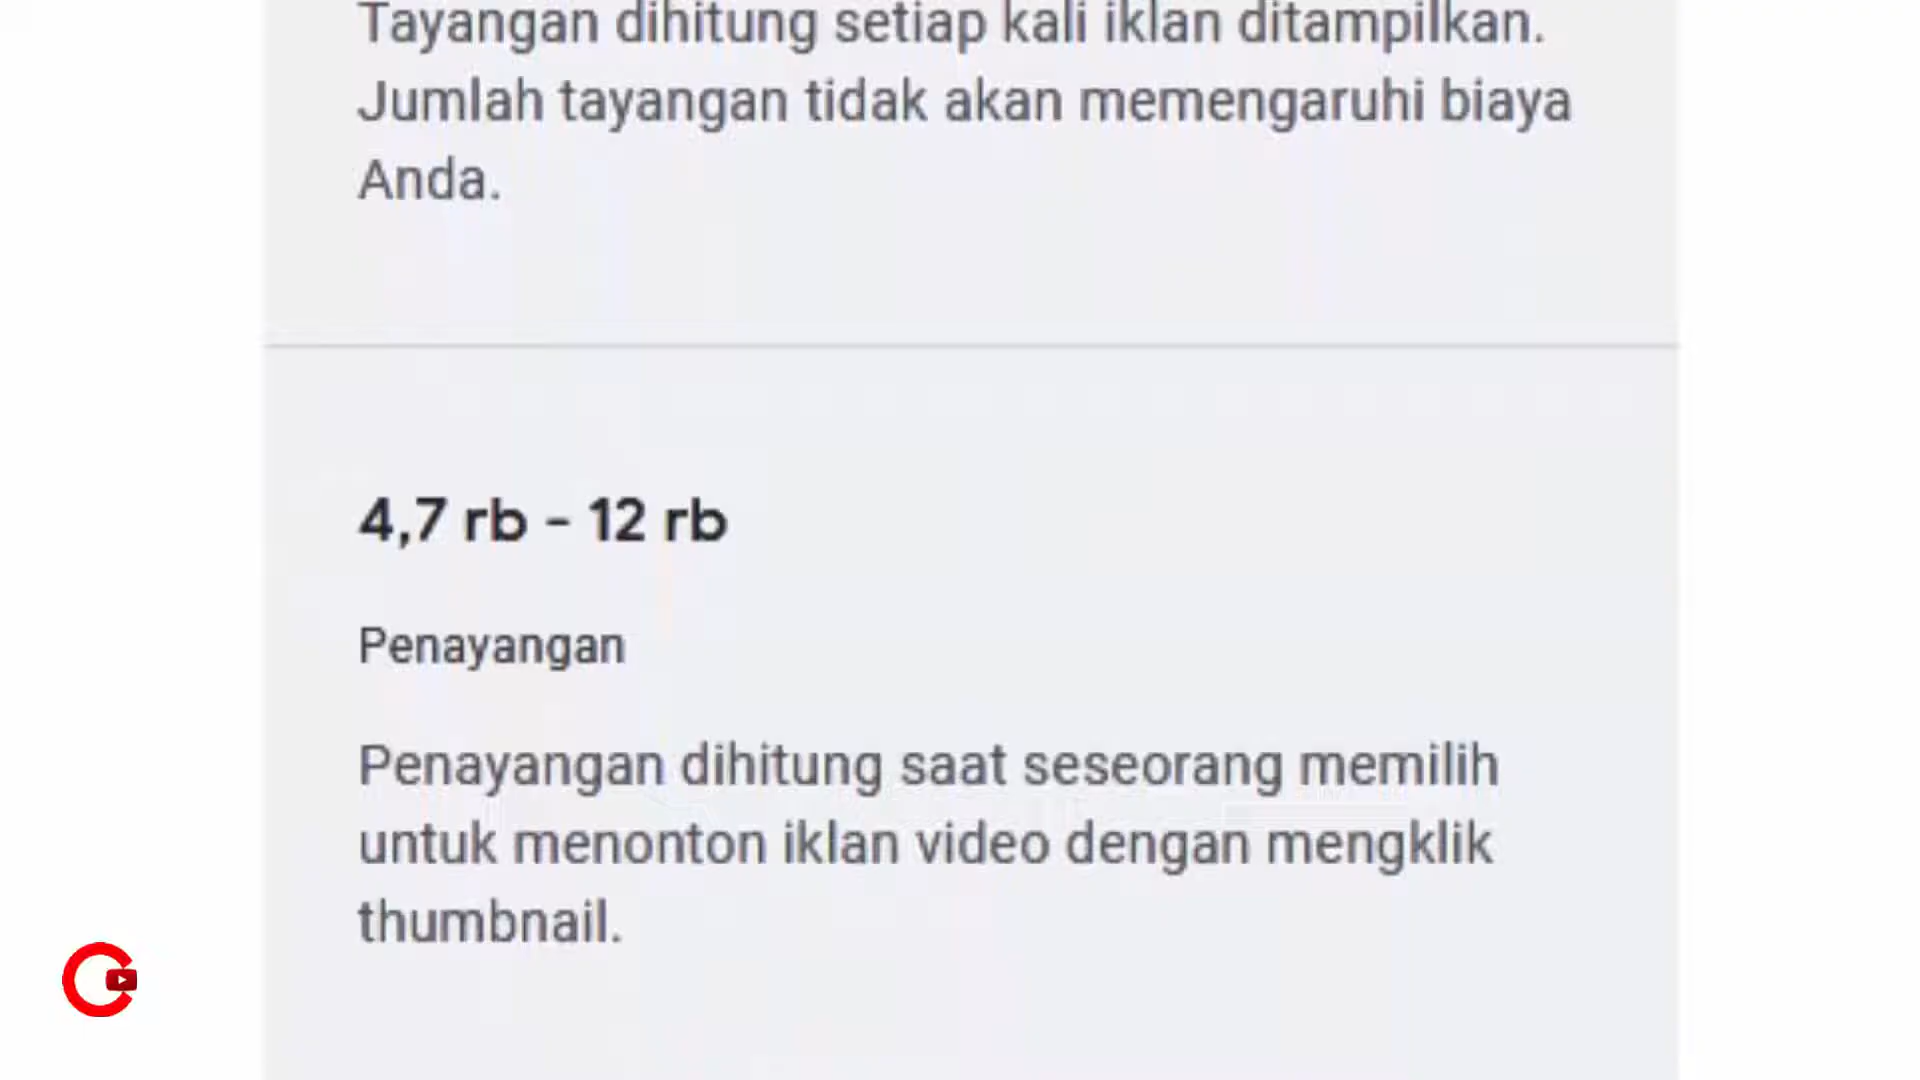 Tayangan dihitung setiap kali iklan ditampilkan.
Jumlah tayangan tidak akan memengaruhi biaya
Anda.
4,7 rb - 12 rb
Penayangan
Penayangan dihitung saat seseorang memilih
untuk menonton iklan video dengan mengklik
thumbnail.